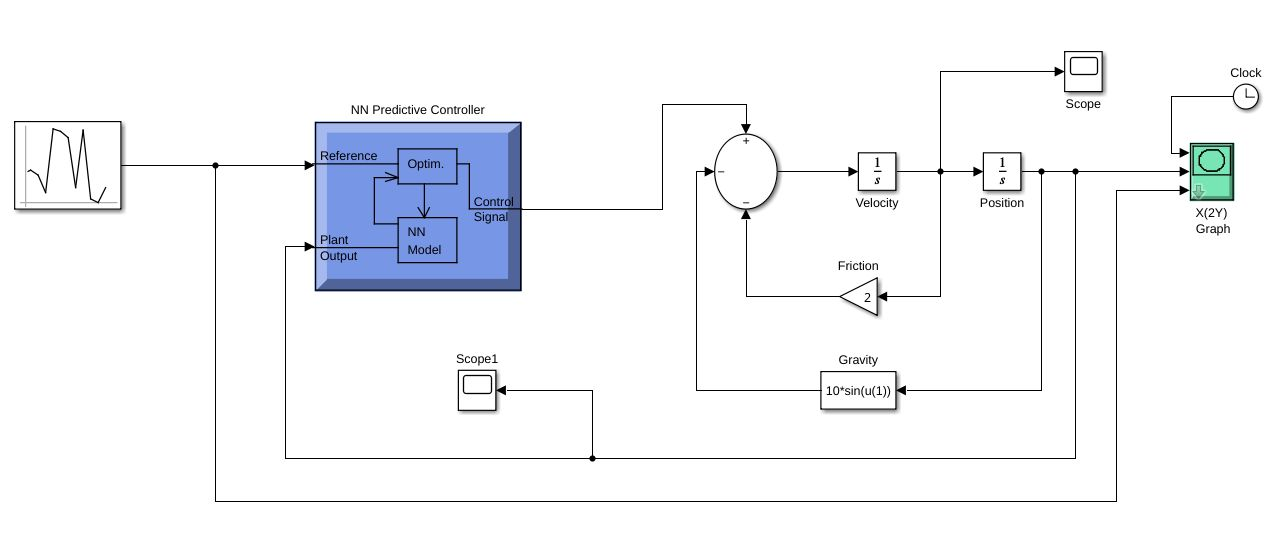 NN Predictive Controller
Reference
Optim.
Control
Signal
Plant
Output
NN
Model
+
−
−
1
s
Velocity
1
s
Position
Scope
Clock
X(2Y)
Graph
Friction
2
Gravity
10*sin(u(1))
Scope1